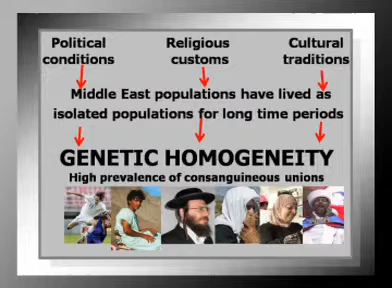 Political
conditions
Religious
customs
Cultural
traditions
Middle East populations have lived as
isolated populations for long time periods
GENETIC HOMOGENEITY
High prevalence of consanguineous unions